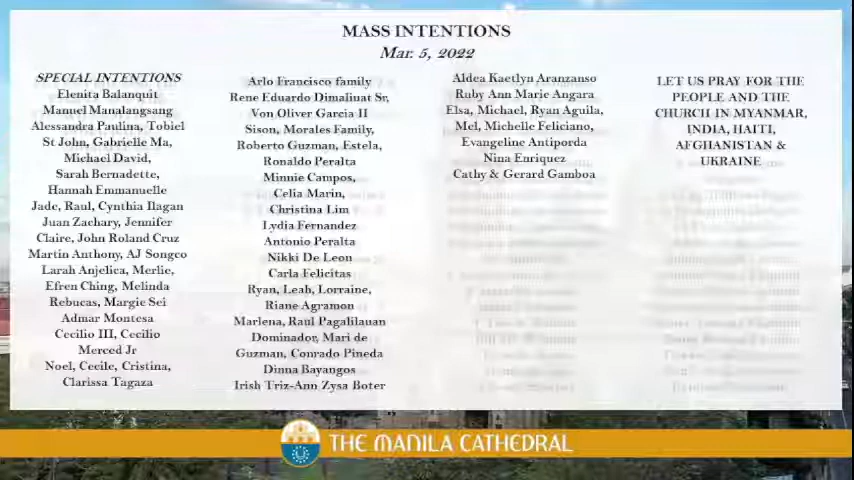 MASS INTENTIONS
Mar. 5, 2022
SPECIAL INTENTIONS
Elenita Balanquit
Manuel Manalangsang
Alessandra Paulina, Tobiel
St John, Gabrielle Ma,
Michael David,
Sarah Bernadette,
Hannah Emmanuelle
Jade, Raul, Cynthia Ilagan
Juan Zachary, Jennifer
Claire, John Roland Cruz
Martin Anthony, AJ Songco
Larah Anjelica, Merlie,
Efren Ching, Melinda
Rebucas, Margie Sei
Admar Montesa
Cecilio III, Cecilio
Merced Jr
Noel, Cecile, Cristina,
Clarissa Tagaza
Arlo Francisco family
Rene Eduardo Dimaliuat Sr,
Von Oliver Garcia II
Sison, Morales Family,
Roberto Guzman, Estela,
Ronaldo Peralta
Minnie Campos,
Celia Marin,
Christina Lim
Lydia Fernandez
Antonio Peralta
Nikki De Leon
Carla Felicitas
Ryan, Leah, Lorraine,
Riane Agramon
Marlena, Raul Pagalilauan
Dominador, Mari de
Guzman, Conrado Pineda
Dinna Bayangos
Irish Triz-Ann Zysa Boter
Aldea Kaetlyn Aranzanso
Ruby Ann Marie Angara
Elsa, Michael, Ryan Aguila,
Mel, Michelle Feliciano,
Evangeline Antiporda
Nina Enriquez
Cathy & Gerard Gamboa
LET US PRAY FOR THE
PEOPLE AND THE
CHURCH IN MYANMAR,
INDIA, HAITI,
AFGHANISTAN &
UKRAINE
THE MANILA CATHEDRAL